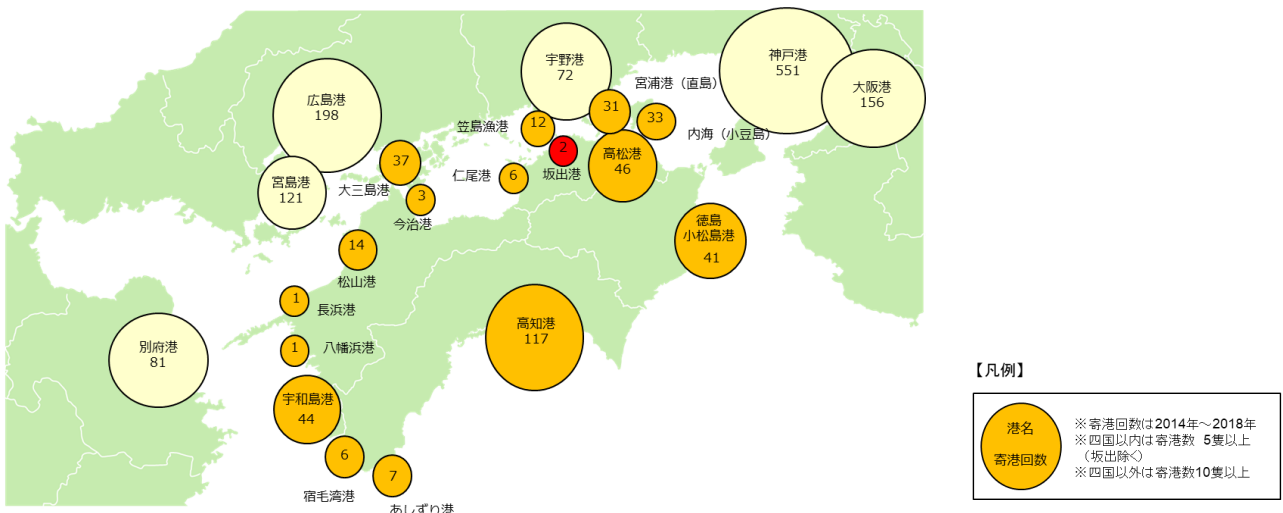 神戸港
551
宇野港
72
大阪港
156
宮浦港(直島)
広島港
198
31
33
笠島漁港
12
内海(小豆島)
2
坂出港
高松港
46
37
大三島港
仁尾港
6
宮島港
121
3
今治港
徳島
小松島港
41
14
松山港
1
長浜港
高知港
117
別府港
81
1
八幡浜港
宇和島港
44
6
宿毛湾港
7
あしずり港
【凡例】
港名
寄港回数
※寄港回数は2014年~2018年
※四国以内は寄港数 5隻以上
(坂出除く)
※四国以外は寄港数10隻以上